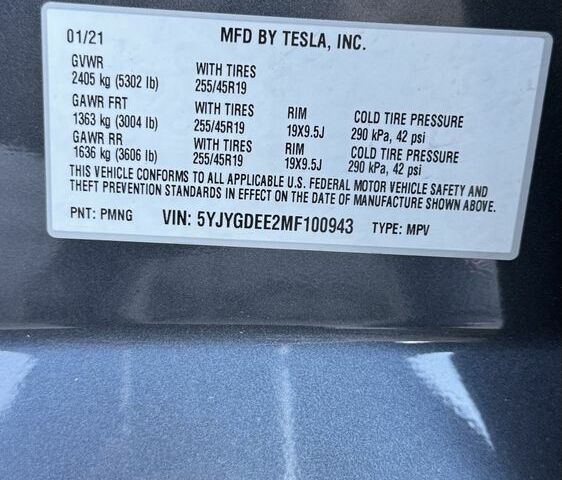 01/21 MFD BY TESLA, INC.
GVWR WITH TIRES
2405 kg (5302 lb) 255/45R19
GAWR FRT WITH TIRES RIM COLD TIRE PRESSURE
1363 kg (3004 lb) 255/45R19 19X9.5J 290 kPa, 42 psi
GAWR RR WITH TIRES RIM COLD TIRE PRESSURE
1636 kg (3606 lb) 255/45R19 19X9.5J 290 kPa, 42 psi
THIS VEHICLE CONFORMS TO ALL APPLICABLE U.S. FEDERAL MOTOR VEHICLE SAFETY AND
THEFT PREVENTION STANDARDS IN EFFECT ON THE DATE OF MANUFACTURE SHOWN ABOVE.
PNT: PMNG VIN: 5YJYGDEE2MF100943 TYPE: MPV